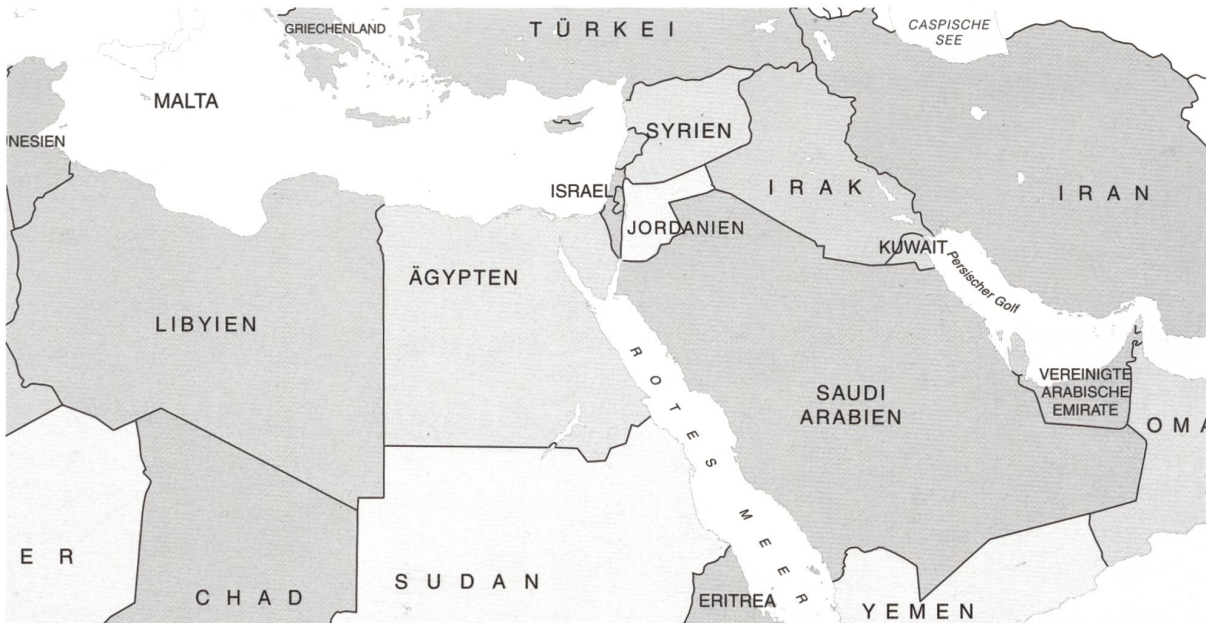 GRIECHENLAND
TÜRKEI
CASPISCHE
SEE
MALTA
SYRIEN
NESIEN
ISRAEL
IRAK
IRAN
JORDANIEN
KUWAIT
Persischer Golf
ÄGYPTEN
LIBYIEN
ROTES MEER
SAUDI
ARABIEN
VEREINIGTE
ARABISCHE
EMIRATE
OMA
ER
CHAD
SUDAN
ERITREA
YEMEN